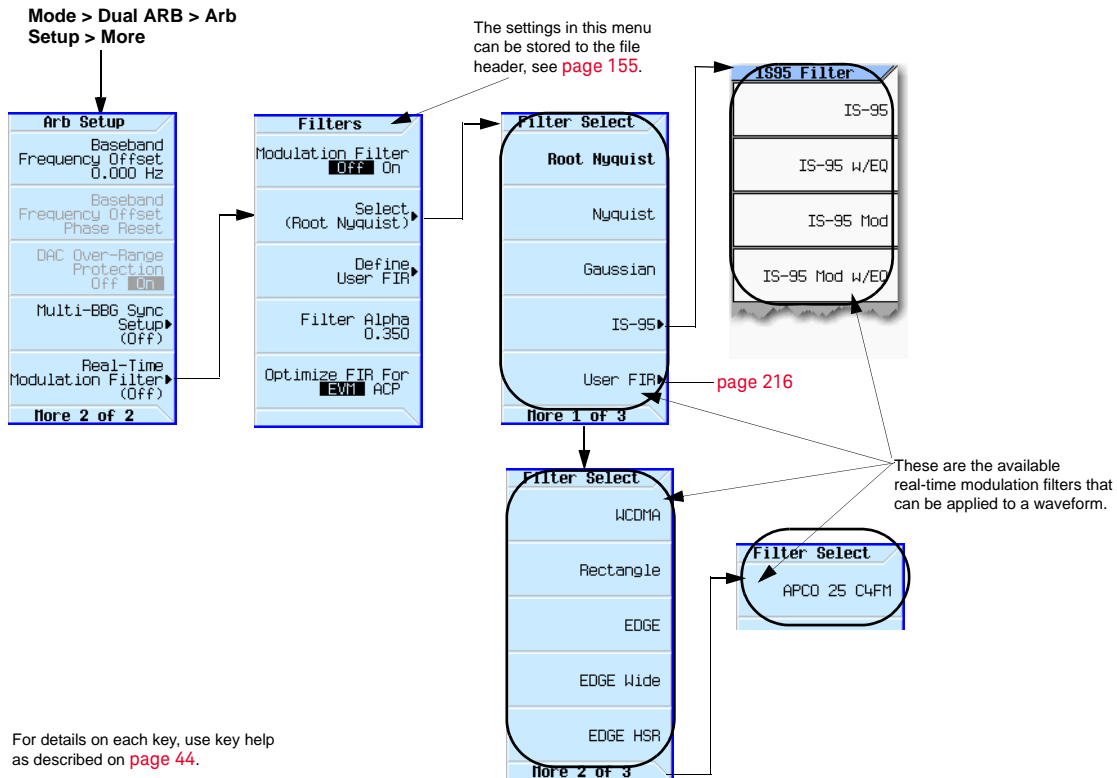 Mode > Dual ARB > Arb
Setup > More
The settings in this menu
can be stored to the file
header, see page 155.
Arb Setup
Baseband
Frequency Offset
0.000 Hz
Baseband
Frequency Offset
Phase Reset
DAC Over-Range
Protection
Off On
Multi-BBG Sync
Setup
(Off)
Real-Time
Modulation Filter
(Off)
More 2 of 2
Filters
Modulation Filter
Off On
Select
(Root Nyquist)
Define
User FIR
Filter Alpha
0.350
Optimize FIR For
EVM ACP
Filter Select
Root Nyquist
Nyquist
Gaussian
IS-95
User FIR
More 1 of 3
page 216
IS95 Filter
IS-95
IS-95 w/EQ
IS-95 Mod
IS-95 Mod w/EQ
These are the available
real-time modulation filters that
can be applied to a waveform.
Filter Select
WCDMA
Rectangle
EDGE
EDGE Wide
EDGE HSR
More 2 of 3
Filter Select
APCO 25 C4FM
For details on each key, use key help
as described on page 44.